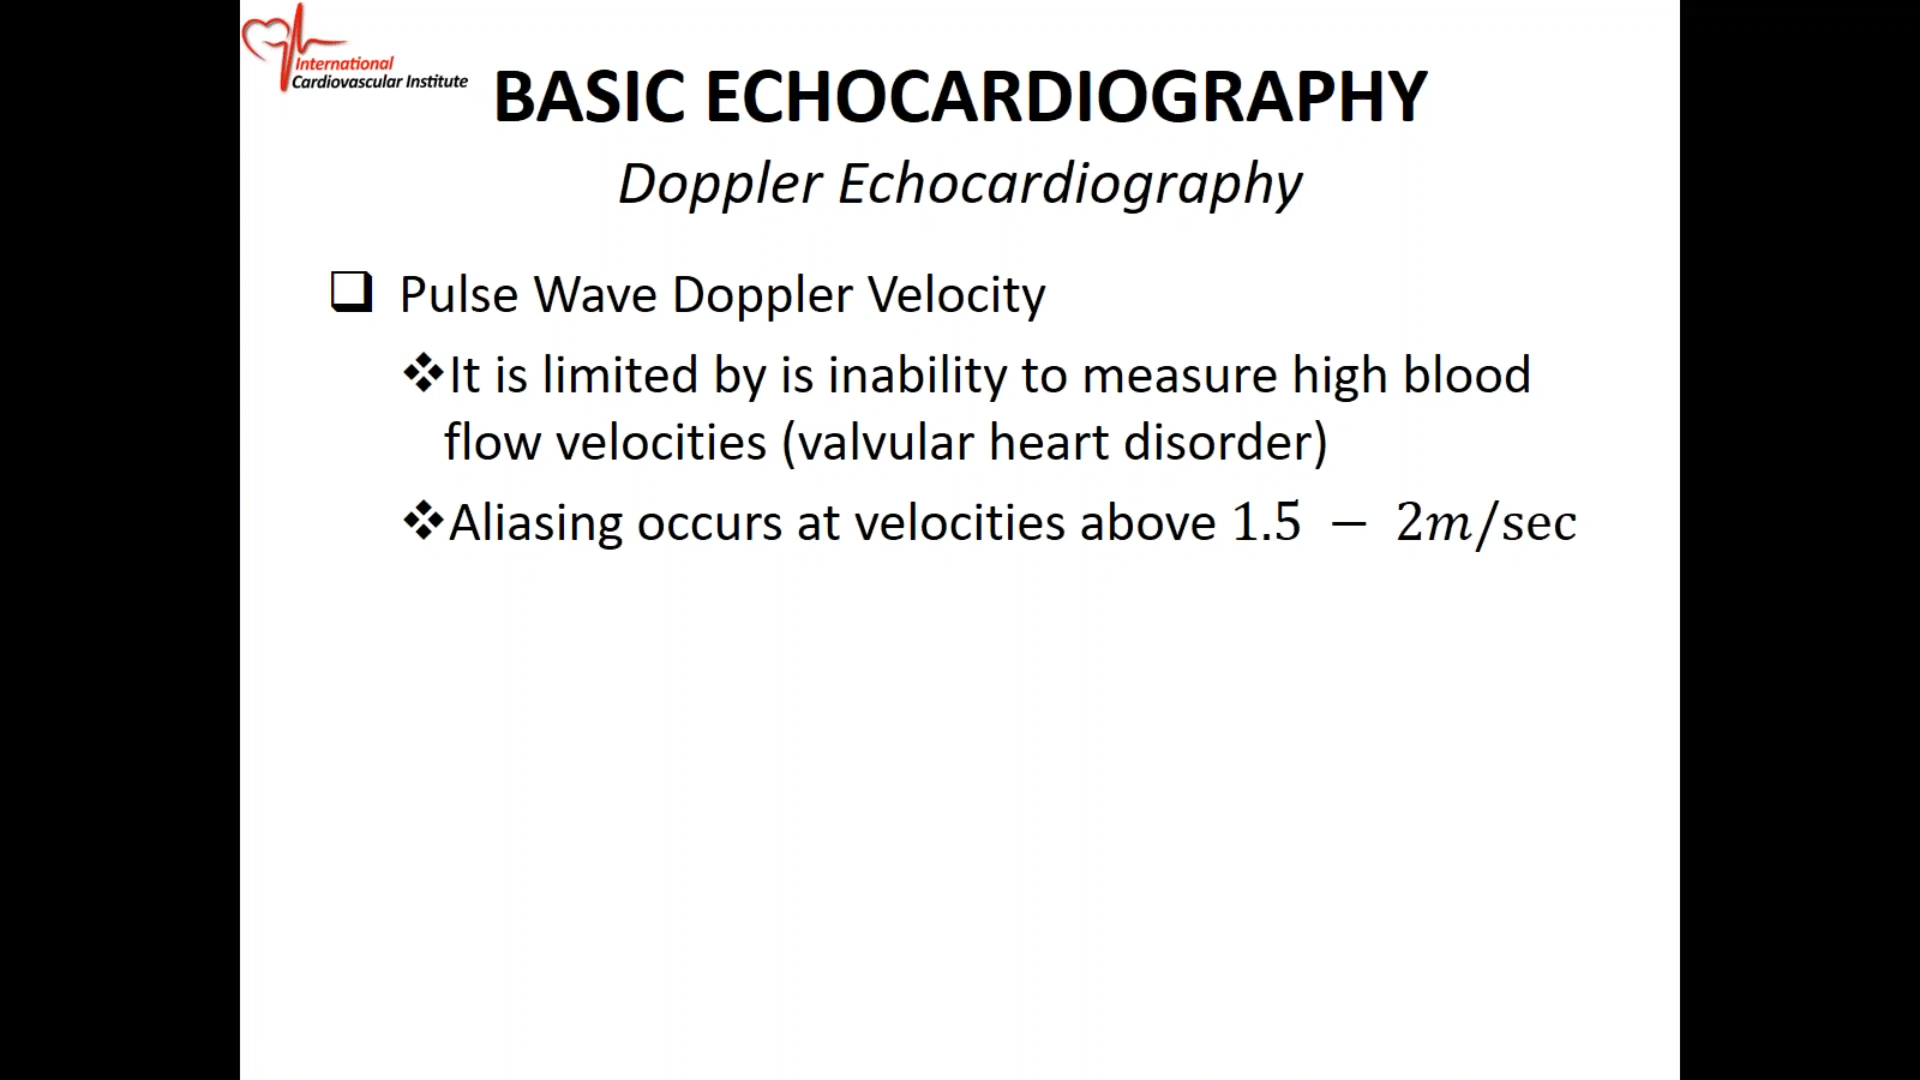 International
Cardiovascular Institute
BASIC ECHOCARDIOGRAPHY
Doppler Echocardiography
❑ Pulse Wave Doppler Velocity
❖It is limited by is inability to measure high blood
flow velocities (valvular heart disorder)
❖Aliasing occurs at velocities above 1.5 − 2m/sec